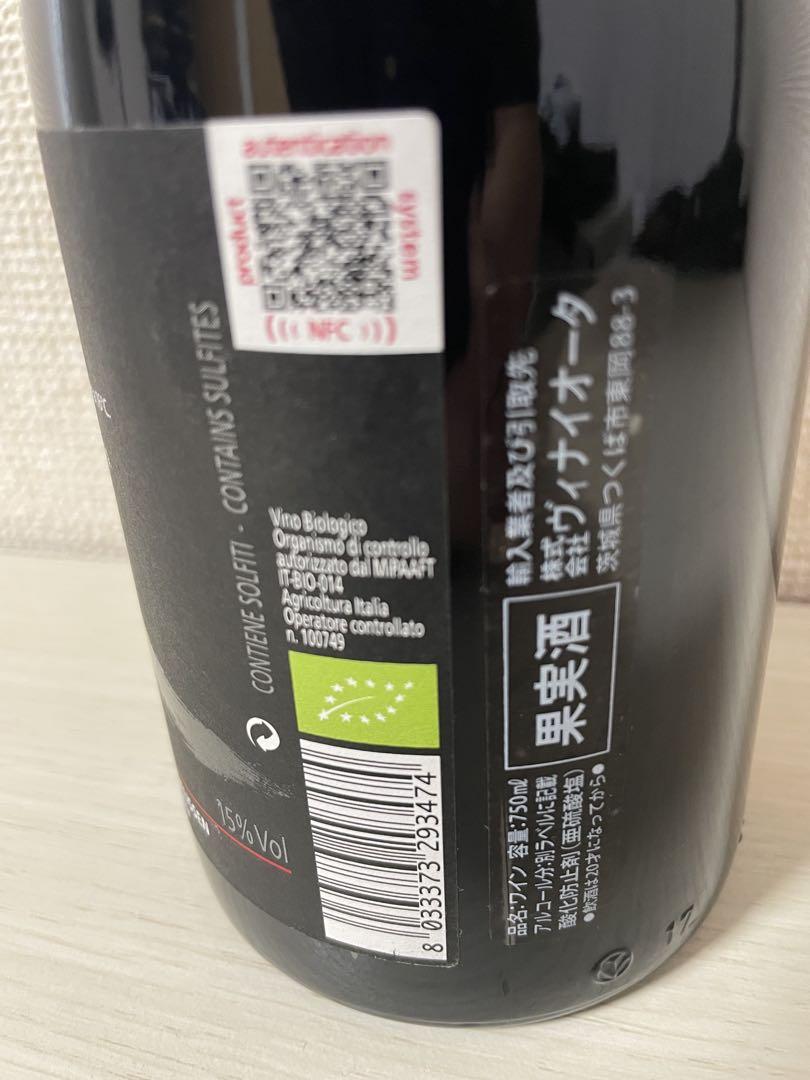 autentication
product
system
((( NFC )))
CONTIENE SOLFITI - CONTAINS SULFITES
Vino Biologico
Organismo di controllo
autorizzato dal MIPAAFT
IT-BIO-014
Agricoltura Italia
Operatore controllato
n. 100749
15%Vol
8 033373 293474
輸入業者及び引取先
株式会社ヴィナイオータ
茨城県つくば市東岡88-3
果実酒
品名:ワイン 容量:750mℓ
アルコール分:別ラベルに記載
酸化防止剤(亜硫酸塩)
●飲酒は20才になってから●
17